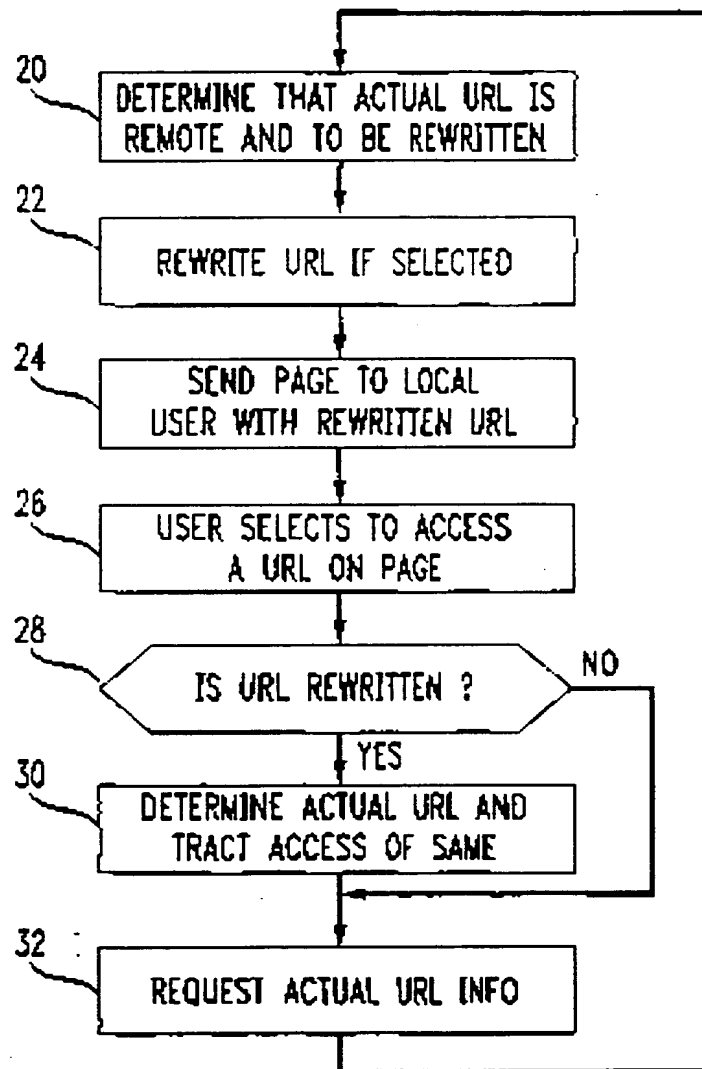 20
DETERMINE THAT ACTUAL URL IS
REMOTE AND TO BE REWRITTEN
22
REWRITE URL IF SELECTED
24
SEND PAGE TO LOCAL
USER WITH REWRITTEN URL
26
USER SELECTS TO ACCESS
A URL ON PAGE
28
IS URL REWRITTEN ?
NO
YES
30
DETERMINE ACTUAL URL AND
TRACT ACCESS OF SAME
32
REQUEST ACTUAL URL INFO